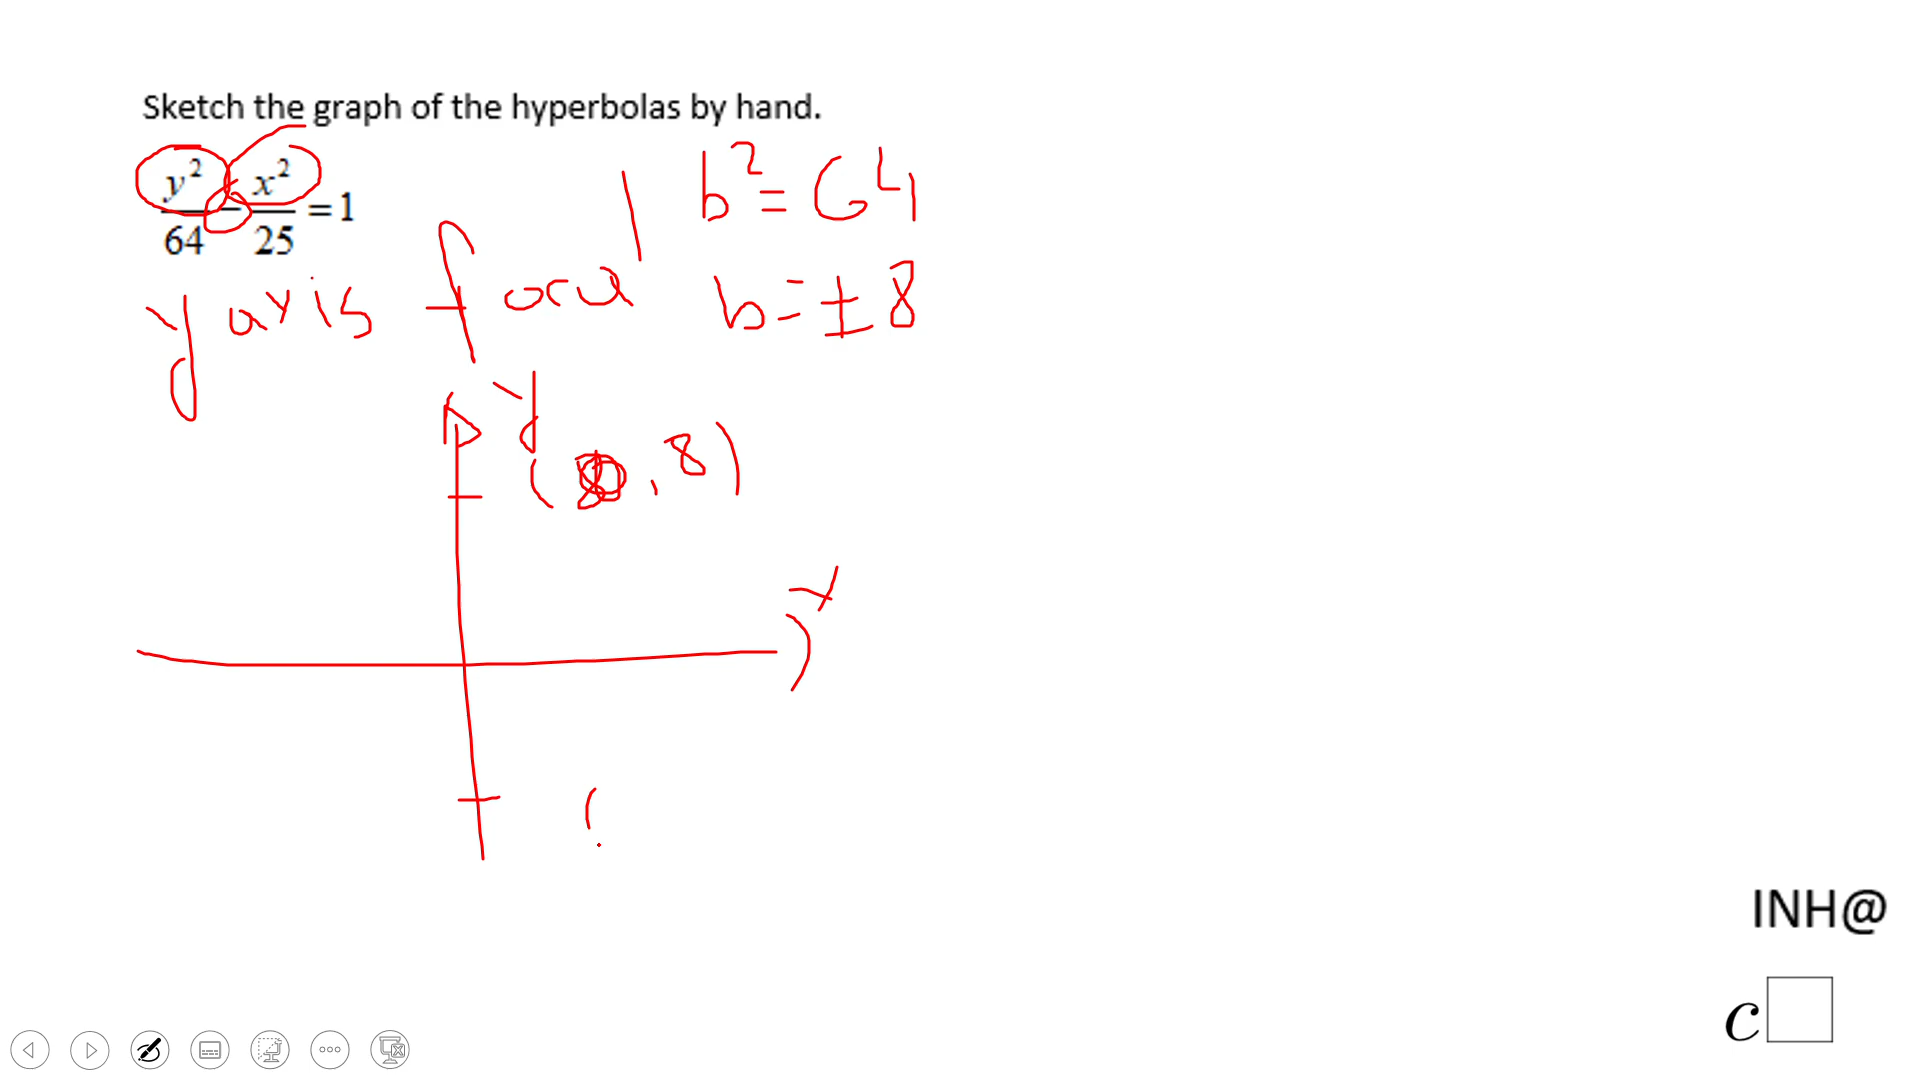 Sketch the graph of the hyperbolas by hand.
y²/64 − x²/25 = 1
b² = 64
y axis focal
b = ± 8
y
(0, 8)
x
(
INH@
c